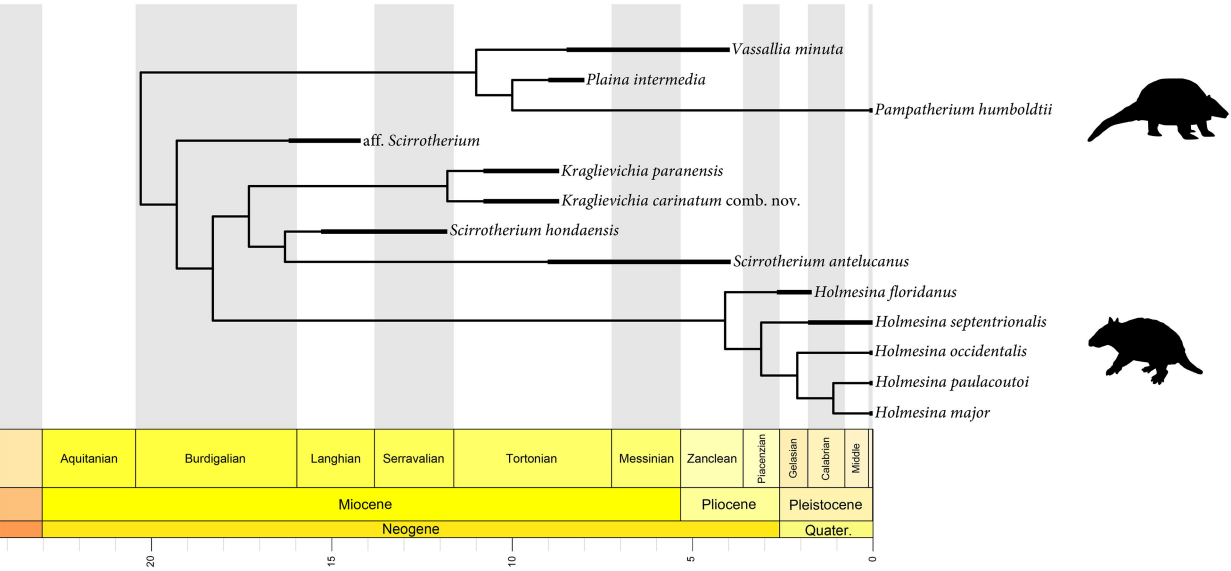 Vassallia minuta
Plaina intermedia
Pampatherium humboldtii
aff. Scirrotherium
Kraglievichia paranensis
Kraglievichia carinatum comb. nov.
Scirrotherium hondaensis
Scirrotherium antelucanus
Holmesina floridanus
Holmesina septentrionalis
Holmesina occidentalis
Holmesina paulacoutoi
Holmesina major
Aquitanian Burdigalian Langhian Serravalian Tortonian Messinian Zanclean Piacenzian Gelasian Calabrian Middle
Miocene Pliocene Pleistocene
Neogene Quater.
20 15 10 5 0